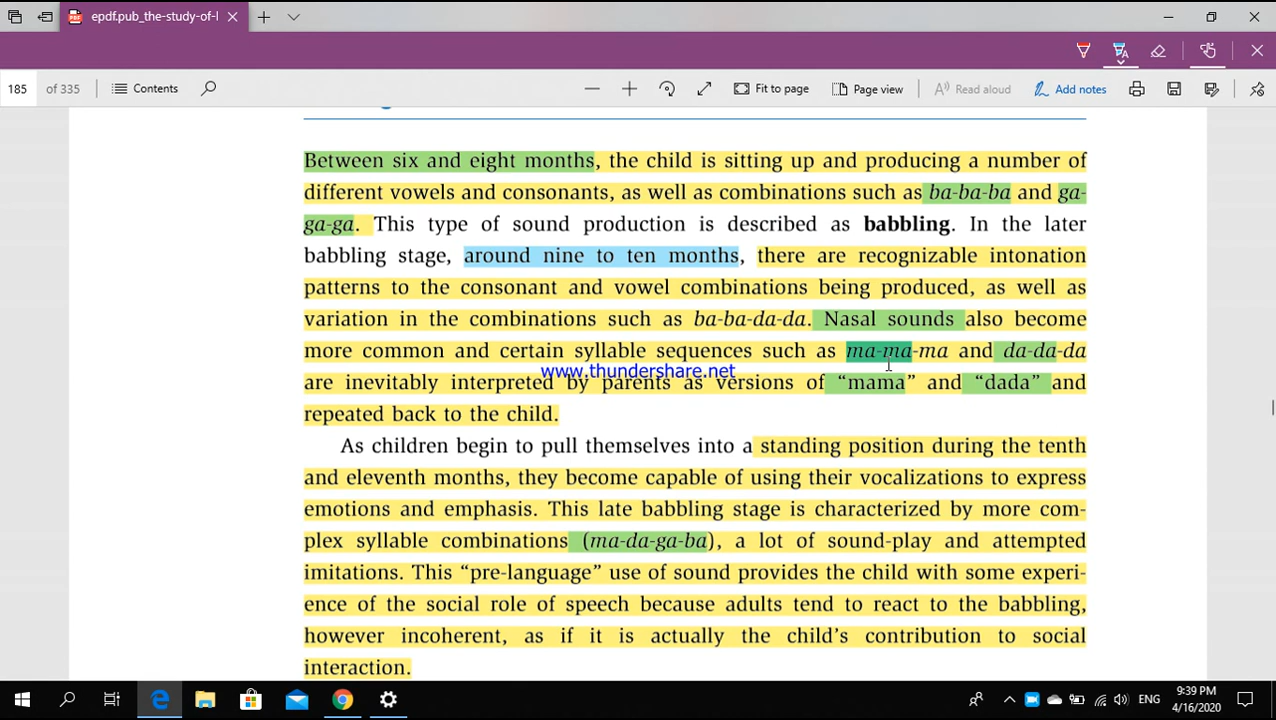 epdf.pub_the-study-of-l
185 of 335 Contents Fit to page Page view Read aloud Add notes
Between six and eight months, the child is sitting up and producing a number of
different vowels and consonants, as well as combinations such as ba-ba-ba and ga-
ga-ga. This type of sound production is described as babbling. In the later
babbling stage, around nine to ten months, there are recognizable intonation
patterns to the consonant and vowel combinations being produced, as well as
variation in the combinations such as ba-ba-da-da. Nasal sounds also become
more common and certain syllable sequences such as ma-ma-ma and da-da-da
www.thundershare.net
are inevitably interpreted by parents as versions of “mama” and “dada” and
repeated back to the child.
As children begin to pull themselves into a standing position during the tenth
and eleventh months, they become capable of using their vocalizations to express
emotions and emphasis. This late babbling stage is characterized by more com-
plex syllable combinations (ma-da-ga-ba), a lot of sound-play and attempted
imitations. This “pre-language” use of sound provides the child with some experi-
ence of the social role of speech because adults tend to react to the babbling,
however incoherent, as if it is actually the child’s contribution to social
interaction.
ENG 9:39 PM
4/16/2020